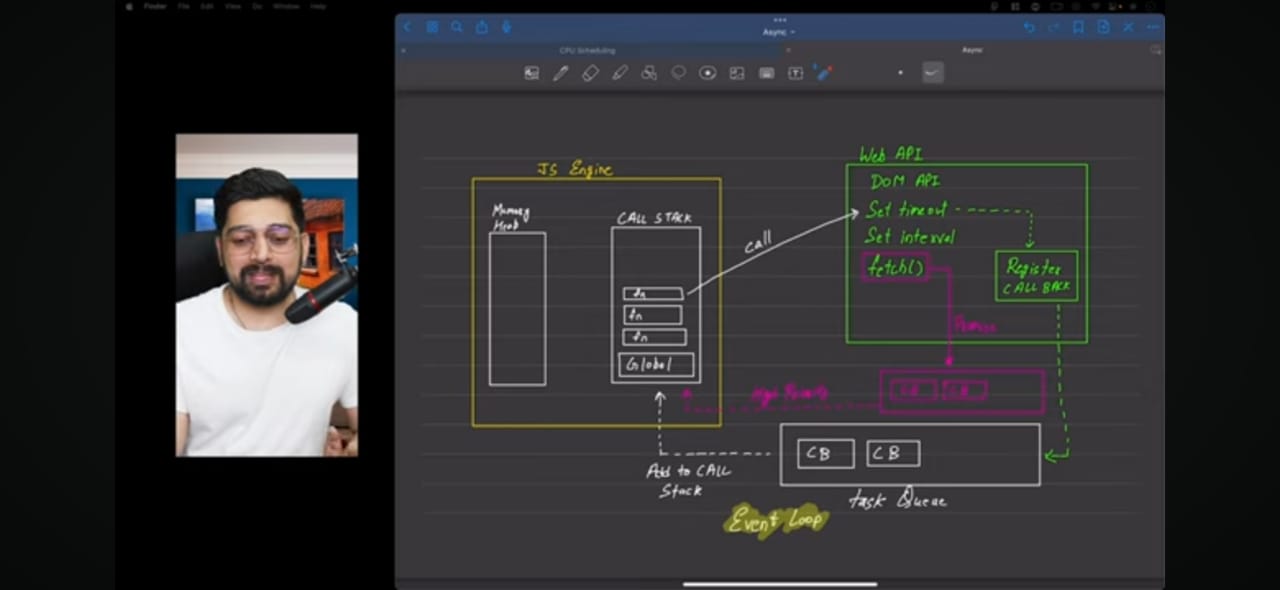 Finder File Edit View Go Window Help
Async
CPU Scheduling
Async
Web API
JS Engine
DOM API
Memory
Heab
CALL STACK
Set timeout
call
Set interval
fetch()
Register
CALL BACK
fn
fn
fn
Global
Promise
High Priority
CB CB
CB CB
Add to CALL
Stack
task Queue
Event Loop